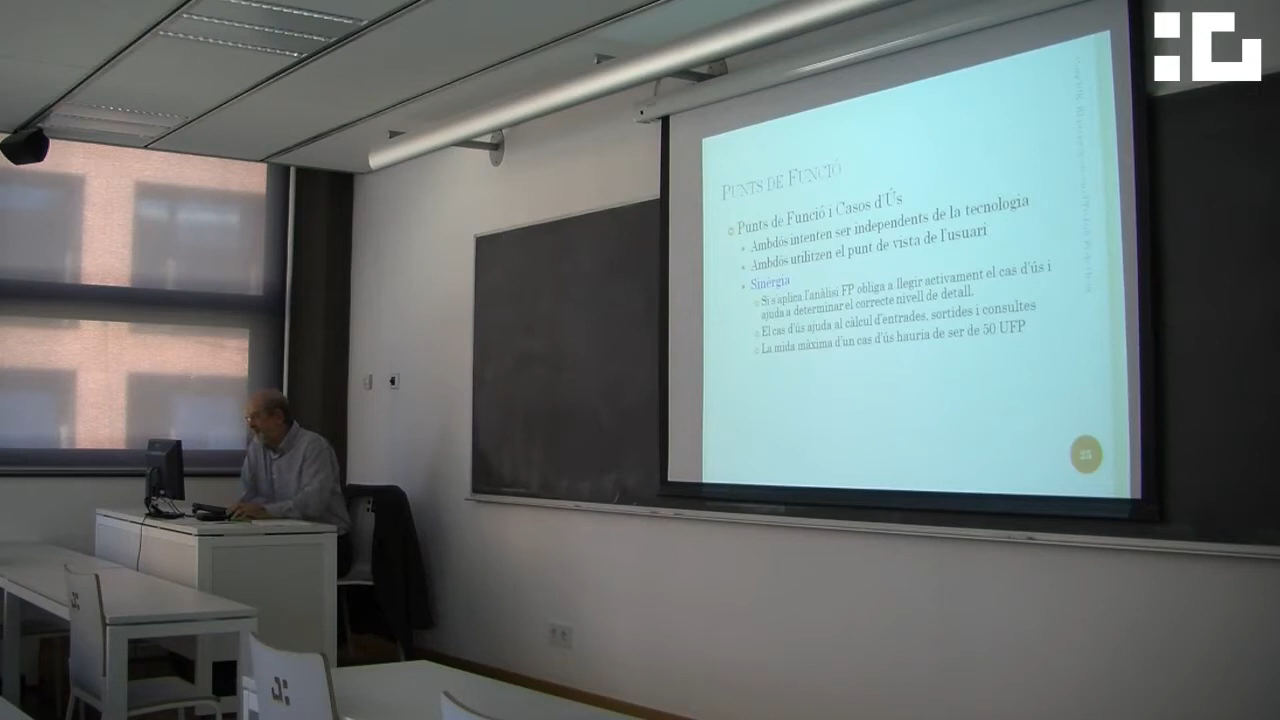 PUNTS DE FUNCIÓ
Punts de Funció i Casos d'Ús
Ambdós intenten ser independents de la tecnologia
Ambdós utilitzen el punt de vista de l'usuari
Sinèrgia
Si s'aplica l'anàlisi FP obliga a llegir activament el cas d'ús i
ajuda a determinar el correcte nivell de detall.
El cas d'ús ajuda al càlcul d'entrades, sortides i consultes
La mida màxima d'un cas d'ús hauria de ser de 50 UFP
25